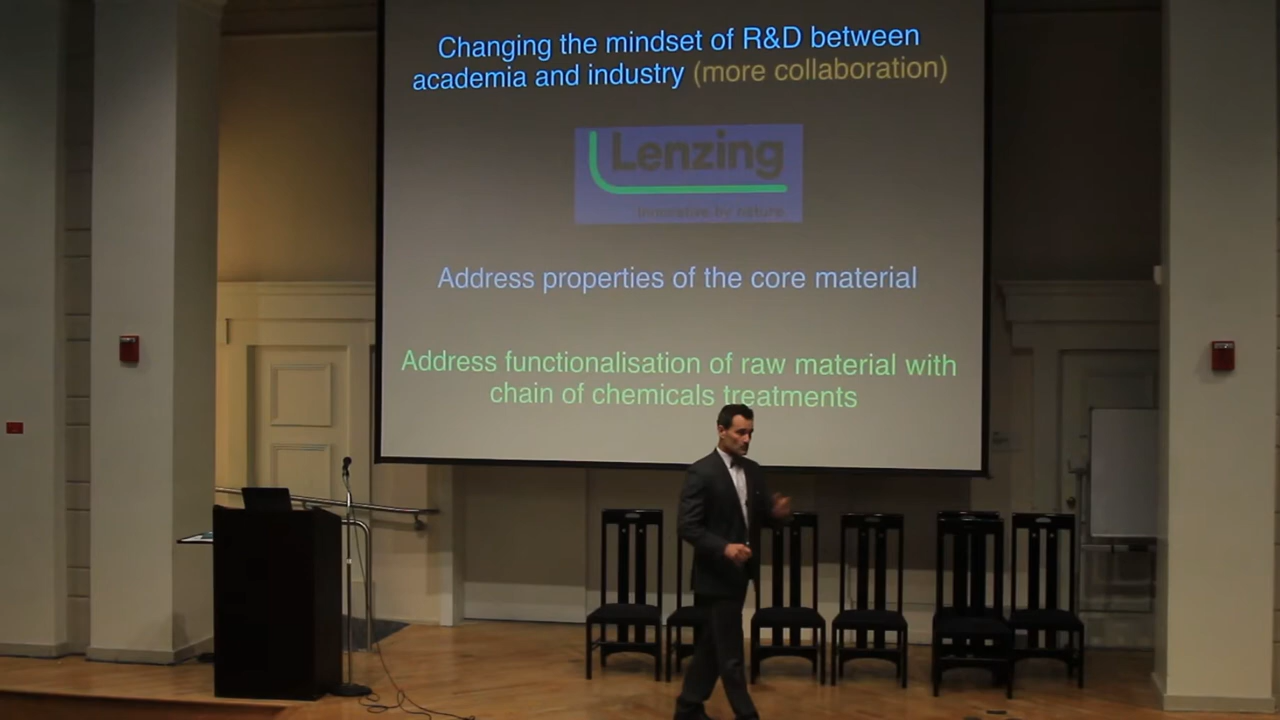 Changing the mindset of R&D between
academia and industry (more collaboration)
Lenzing
Innovative by nature
Address properties of the core material
Address functionalisation of raw material with
chain of chemicals treatments